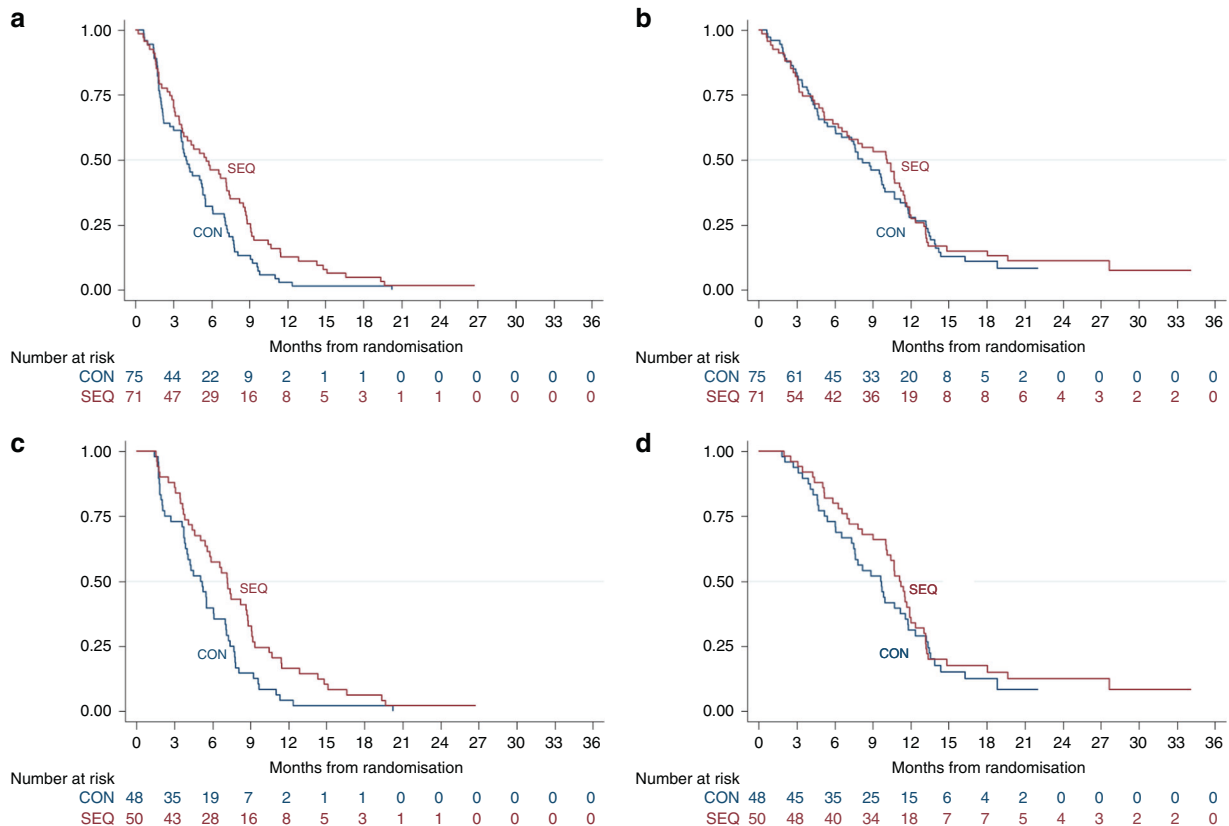 a
1.00
0.75
0.50
0.25
0.00
SEQ
CON
0 3 6 9 12 15 18 21 24 27 30 33 36
Months from randomisation
Number at risk
CON 75 44 22 9 2 1 1 0 0 0 0 0 0
SEQ 71 47 29 16 8 5 3 1 1 0 0 0 0
b
1.00
0.75
0.50
0.25
0.00
SEQ
CON
0 3 6 9 12 15 18 21 24 27 30 33 36
Months from randomisation
Number at risk
CON 75 61 45 33 20 8 5 2 0 0 0 0 0
SEQ 71 54 42 36 19 8 8 6 4 3 2 2 0
c
1.00
0.75
0.50
0.25
0.00
SEQ
CON
0 3 6 9 12 15 18 21 24 27 30 33 36
Months from randomisation
Number at risk
CON 48 35 19 7 2 1 1 0 0 0 0 0 0
SEQ 50 43 28 16 8 5 3 1 1 0 0 0 0
d
1.00
0.75
0.50
0.25
0.00
SEQ
CON
0 3 6 9 12 15 18 21 24 27 30 33 36
Months from randomisation
Number at risk
CON 48 45 35 25 15 6 4 2 0 0 0 0 0
SEQ 50 48 40 34 18 7 7 5 4 3 2 2 0